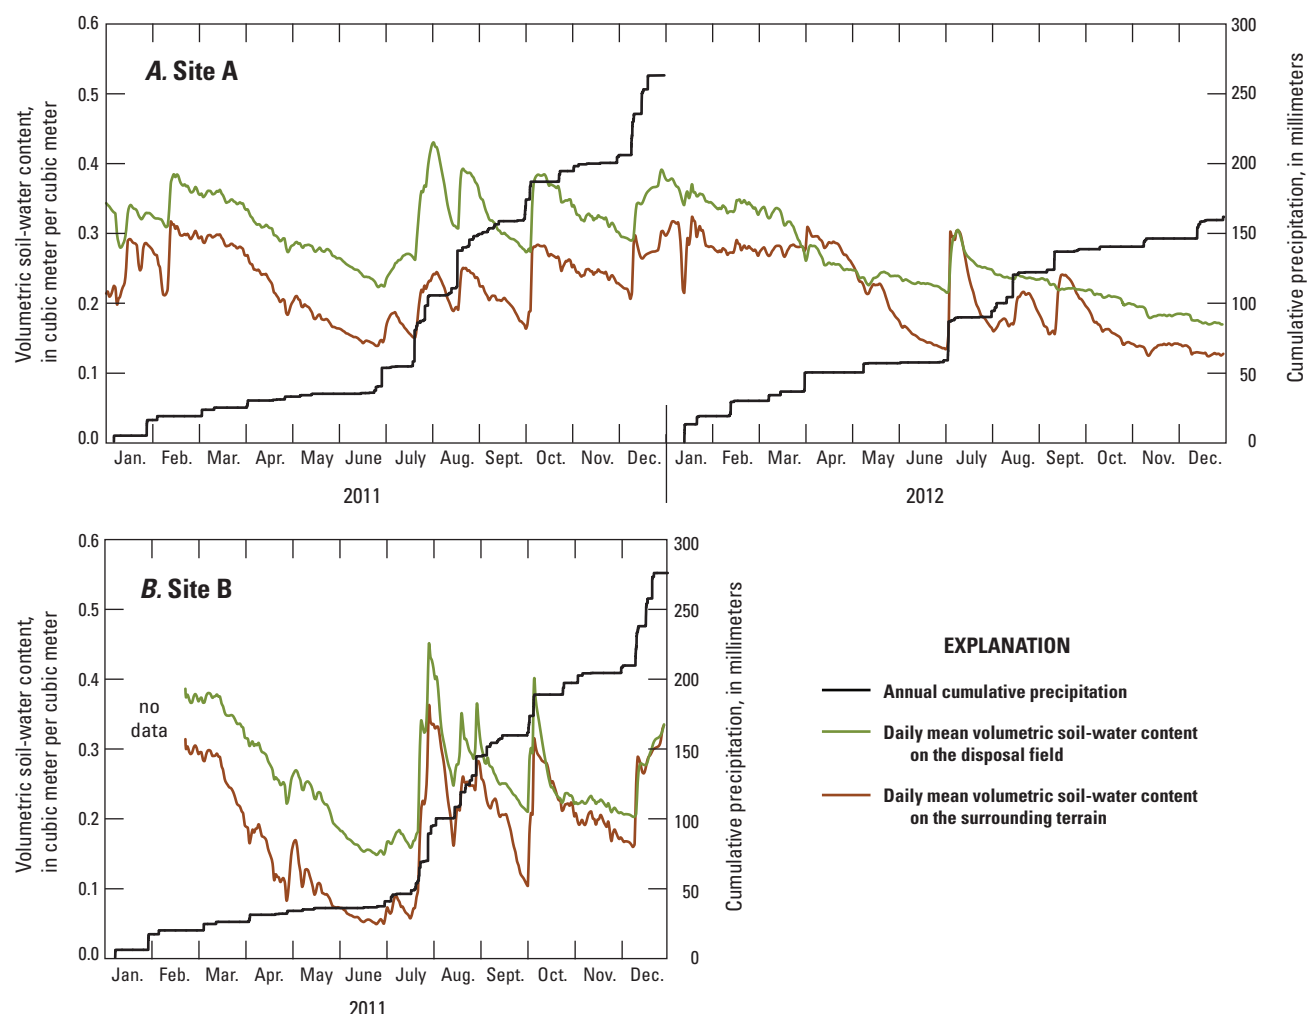 A. Site A
Volumetric soil-water content,
in cubic meter per cubic meter
0.6
0.5
0.4
0.3
0.2
0.1
0.0
300
250
200
150
100
50
0
Cumulative precipitation, in millimeters
Jan. Feb. Mar. Apr. May June July Aug. Sept. Oct. Nov. Dec. Jan. Feb. Mar. Apr. May June July Aug. Sept. Oct. Nov. Dec.
2011 2012
B. Site B
Volumetric soil-water content,
in cubic meter per cubic meter
0.6
0.5
0.4
0.3
0.2
0.1
0.0
no
data
300
250
200
150
100
50
0
Cumulative precipitation, in millimeters
Jan. Feb. Mar. Apr. May June July Aug. Sept. Oct. Nov. Dec.
2011
EXPLANATION
Annual cumulative precipitation
Daily mean volumetric soil-water content
on the disposal field
Daily mean volumetric soil-water content
on the surrounding terrain